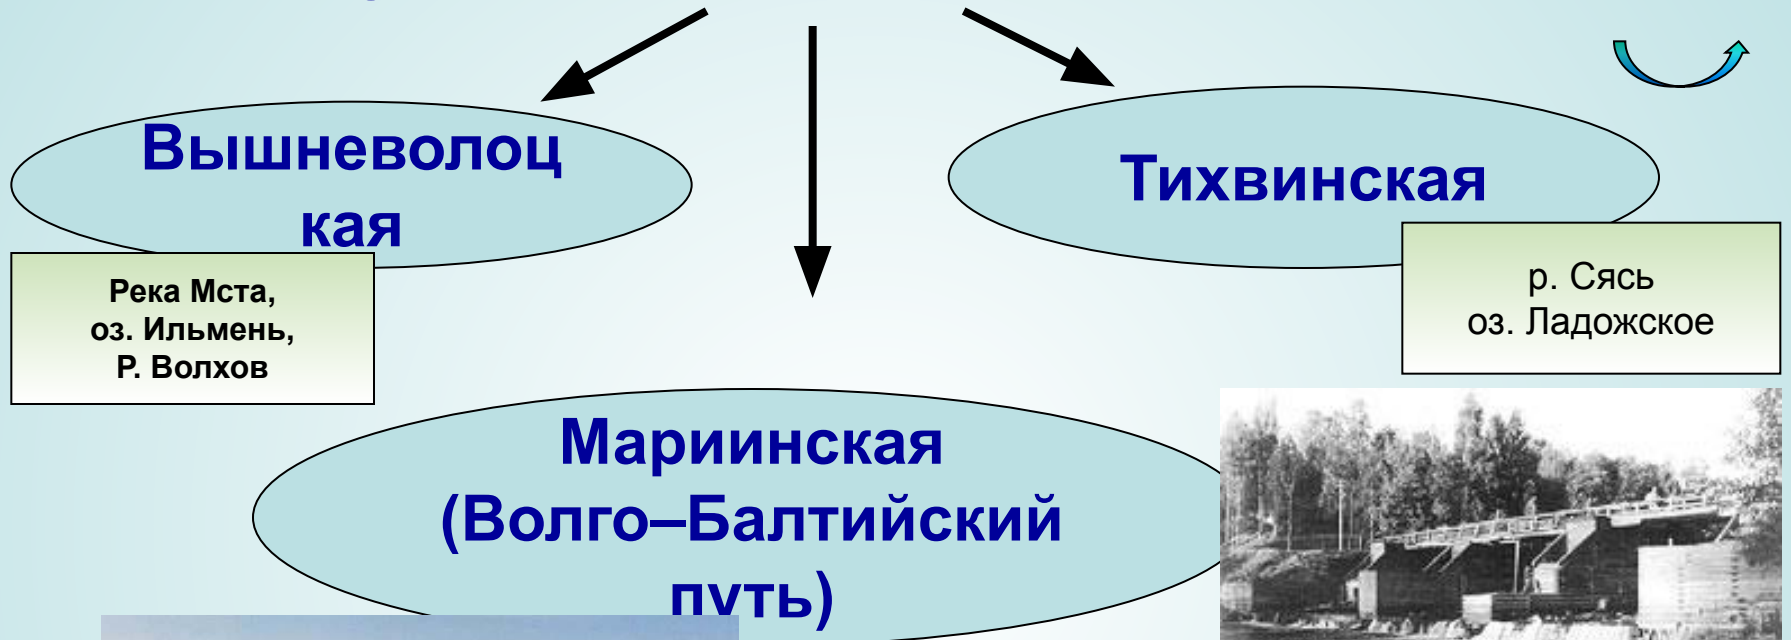 Вышневолоц
кая
Тихвинская
Река Мста,
оз. Ильмень,
Р. Волхов
р. Сясь
оз. Ладожское
Мариинская
(Волго–Балтийский
путь)